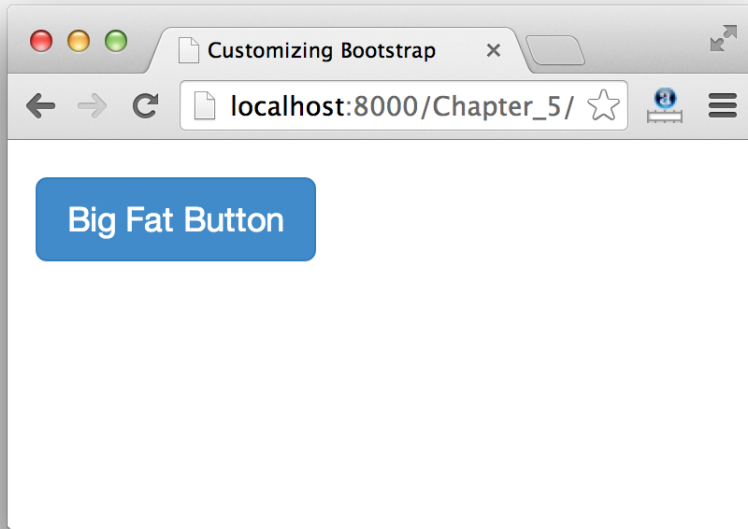 Customizing Bootstrap
localhost:8000/Chapter_5/
Big Fat Button